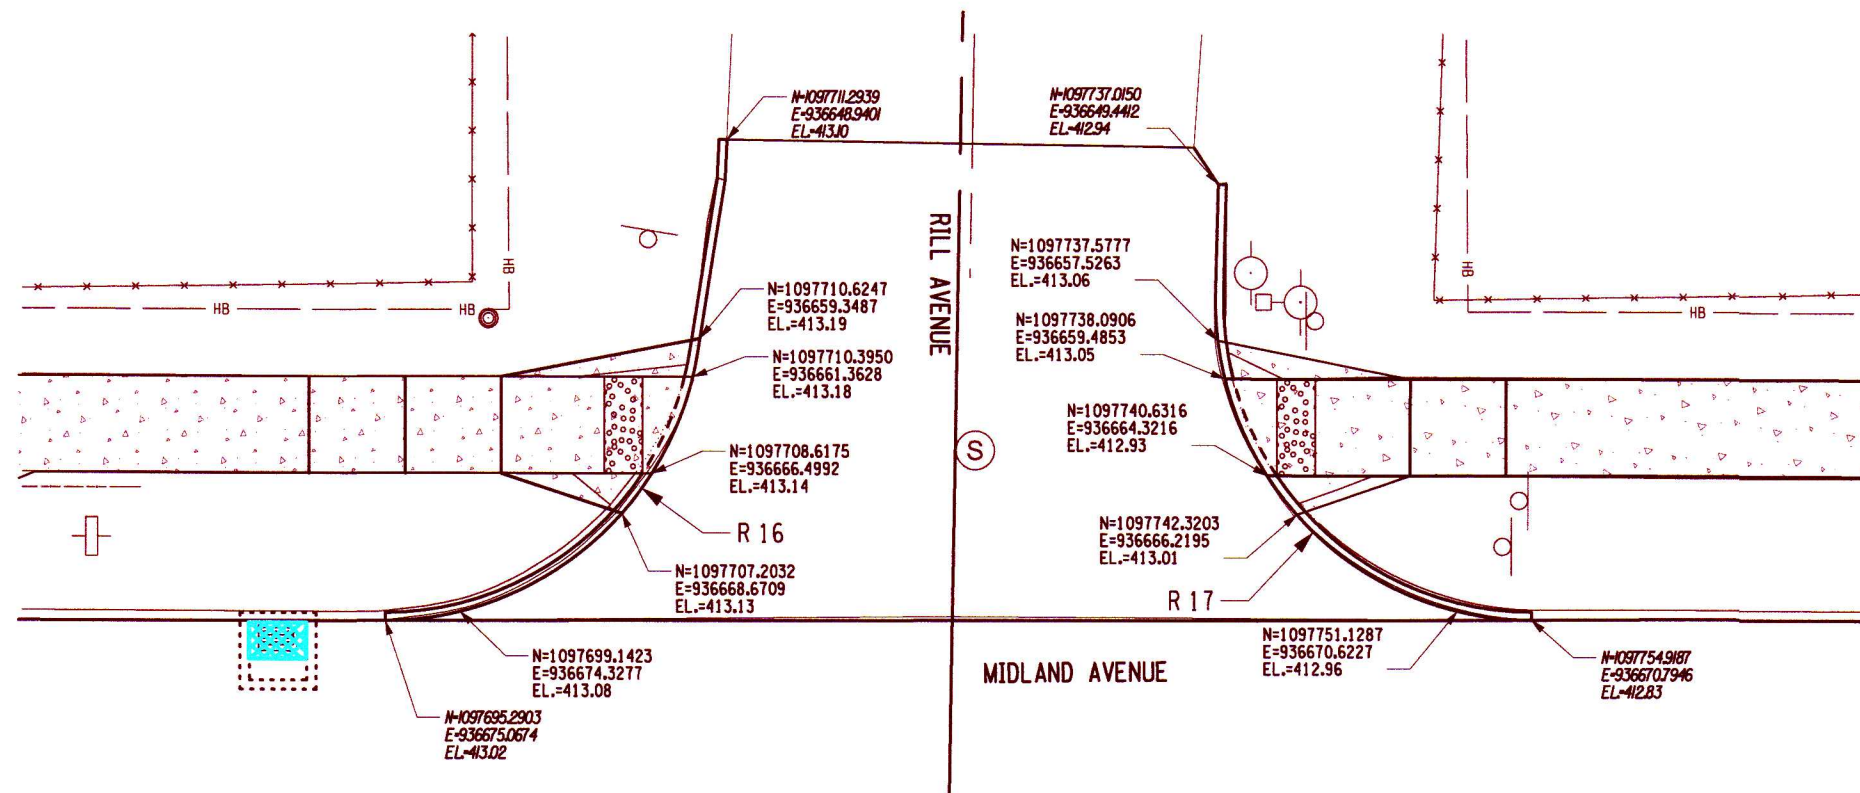 N=1097711.2939
E=936648.9401
EL.=413.10
N=1097737.0150
E=936649.4412
EL.=412.94
RILL AVENUE
N=1097737.5777
E=936657.5263
EL.=413.06
HB
HB
HB
HB
HB
N=1097710.6247
E=936659.3487
EL.=413.19
N=1097738.0906
E=936659.4853
EL.=413.05
N=1097710.3950
E=936661.3628
EL.=413.18
N=1097740.6316
E=936664.3216
EL.=412.93
N=1097708.6175
E=936666.4992
EL.=413.14
S
R 16
N=1097742.3203
E=936666.2195
EL.=413.01
N=1097707.2032
E=936668.6709
EL.=413.13
R 17
N=1097699.1423
E=936674.3277
EL.=413.08
MIDLAND AVENUE
N=1097751.1287
E=936670.6227
EL.=412.96
N=1097754.9187
E=936670.7946
EL.=412.83
N=1097695.2903
E=936675.0674
EL.=413.02